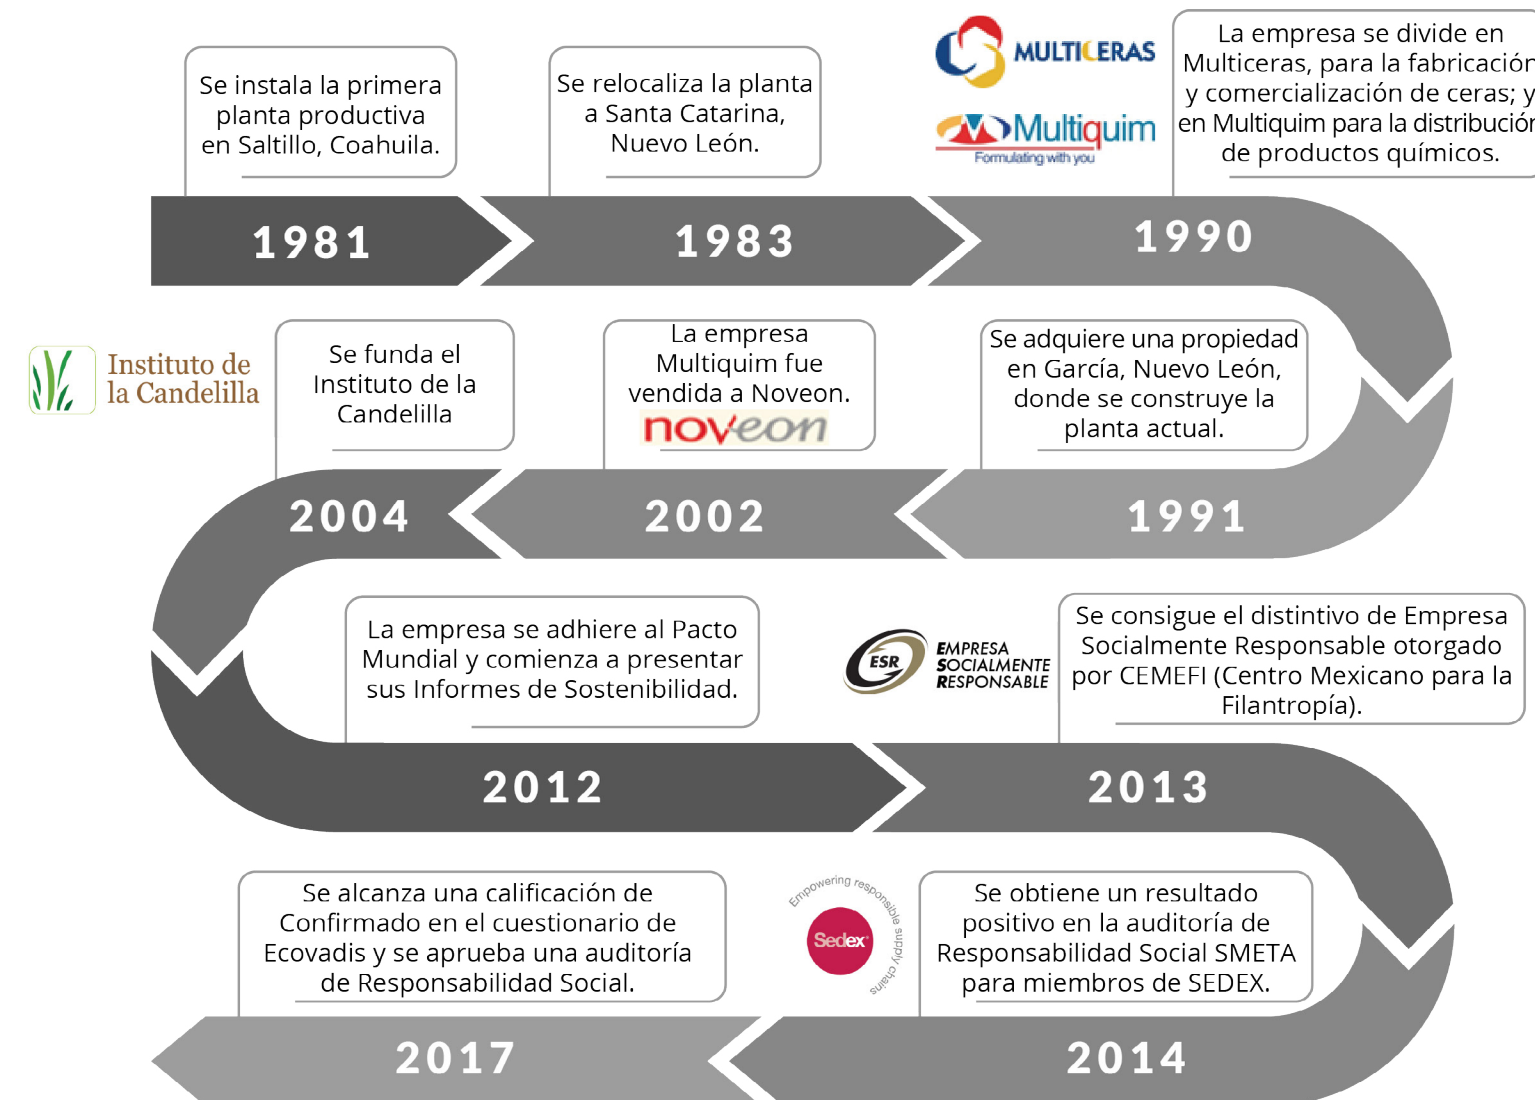 Se instala la primera
planta productiva
en Saltillo, Coahuila.
1981
Se relocaliza la planta
a Santa Catarina,
Nuevo León.
1983
MULTICERAS
Multiquim
Formulating with you
La empresa se divide en
Multiceras, para la fabricación
y comercialización de ceras; y
en Multiquim para la distribución
de productos químicos.
1990
Se adquiere una propiedad
en García, Nuevo León,
donde se construye la
planta actual.
1991
La empresa
Multiquim fue
vendida a Noveon.
noveon
2002
Instituto de
la Candelilla
Se funda el
Instituto de la
Candelilla
2004
La empresa se adhiere al Pacto
Mundial y comienza a presentar
sus Informes de Sostenibilidad.
2012
ESR
EMPRESA
SOCIALMENTE
RESPONSABLE
Se consigue el distintivo de Empresa
Socialmente Responsable otorgado
por CEMEFI (Centro Mexicano para la
Filantropía).
2013
Empowering responsible supply chains
Sedex
Se obtiene un resultado
positivo en la auditoría de
Responsabilidad Social SMETA
para miembros de SEDEX.
2014
Se alcanza una calificación de
Confirmado en el cuestionario de
Ecovadis y se aprueba una auditoría
de Responsabilidad Social.
2017